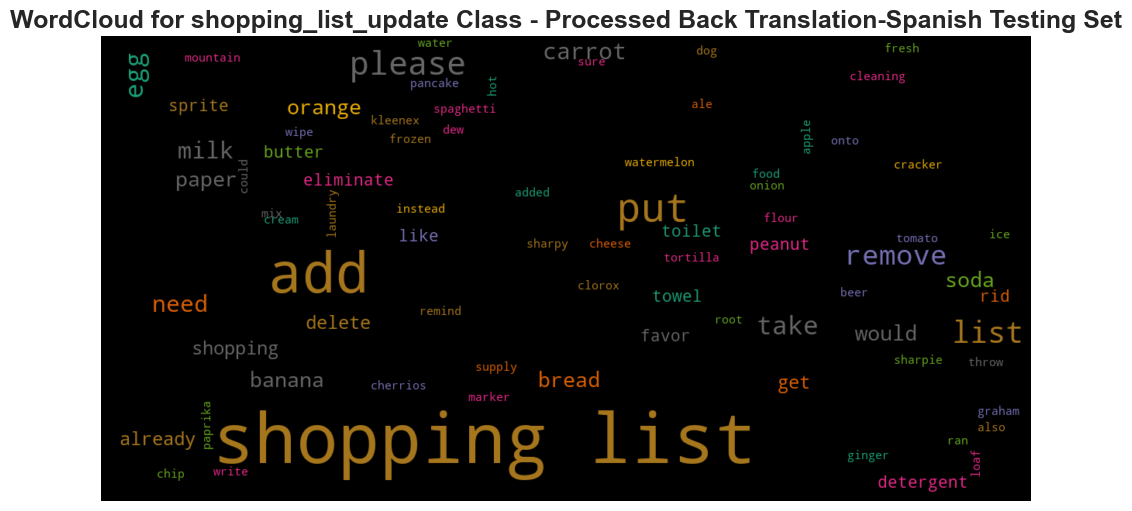 WordCloud for shopping_list_update Class - Processed Back Translation-Spanish Testing Set
water
carrot
dog
fresh
egg
mountain
please
sure
cleaning
pancake
hot
sprite
orange
spaghetti
ale
kleenex
dew
apple
wipe
frozen
onto
milk
butter
watermelon
cracker
paper
could
eliminate
food
onion
added
put
mix
cream
laundry
instead
flour
like
toilet
sharpy
cheese
peanut
tomato
ice
add
tortilla
remove
soda
clorox
need
towel
beer
rid
remind
delete
root
take
would
list
favor
shopping
sharpie
throw
supply
banana
cherrios
bread
get
marker
paprika
graham
already
shopping list
also
ran
chip
write
ginger
loaf
detergent